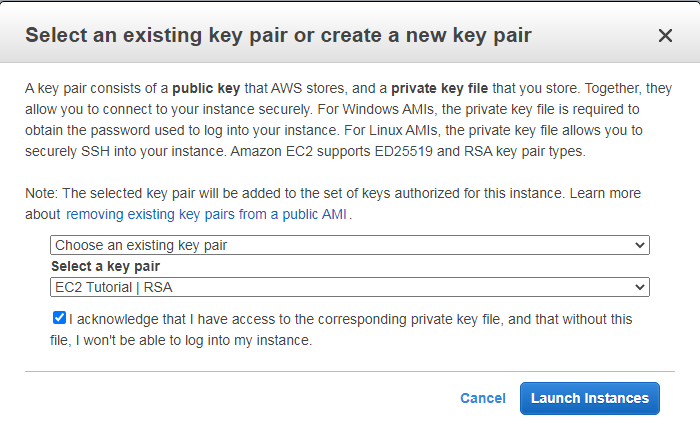 Select an existing key pair or create a new key pair
A key pair consists of a public key that AWS stores, and a private key file that you store. Together, they
allow you to connect to your instance securely. For Windows AMIs, the private key file is required to
obtain the password used to log into your instance. For Linux AMIs, the private key file allows you to
securely SSH into your instance. Amazon EC2 supports ED25519 and RSA key pair types.
Note: The selected key pair will be added to the set of keys authorized for this instance. Learn more
about removing existing key pairs from a public AMI.
Choose an existing key pair
Select a key pair
EC2 Tutorial | RSA
I acknowledge that I have access to the corresponding private key file, and that without this
file, I won't be able to log into my instance.
Cancel Launch Instances